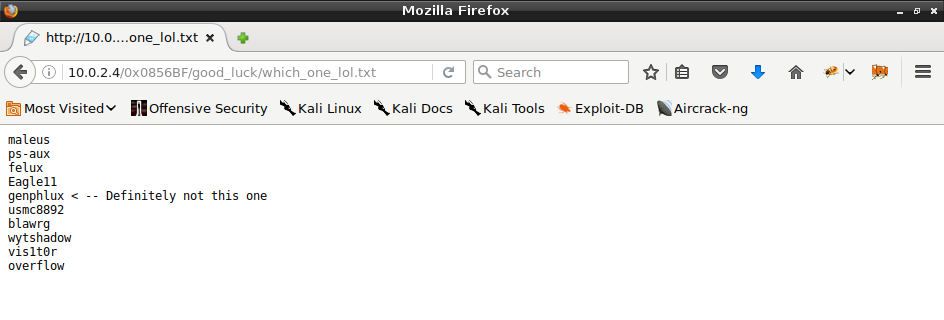 Mozilla Firefox
http://10.0....one_lol.txt
10.0.2.4/0x0856BF/good_luck/which_one_lol.txt
Search
Most Visited
Offensive Security
Kali Linux
Kali Docs
Kali Tools
Exploit-DB
Aircrack-ng
maleus
ps-aux
felux
Eagle11
genphlux < -- Definitely not this one
usmc8892
blawrg
wytshadow
vis1t0r
overflow